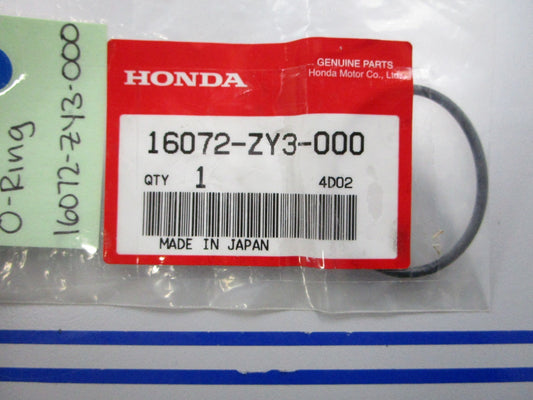 O-Ring
16072-ZY3-000
HONDA
GENUINE PARTS
Honda Motor Co., Ltd.
16072-ZY3-000
QTY 1 4D02
MADE IN JAPAN